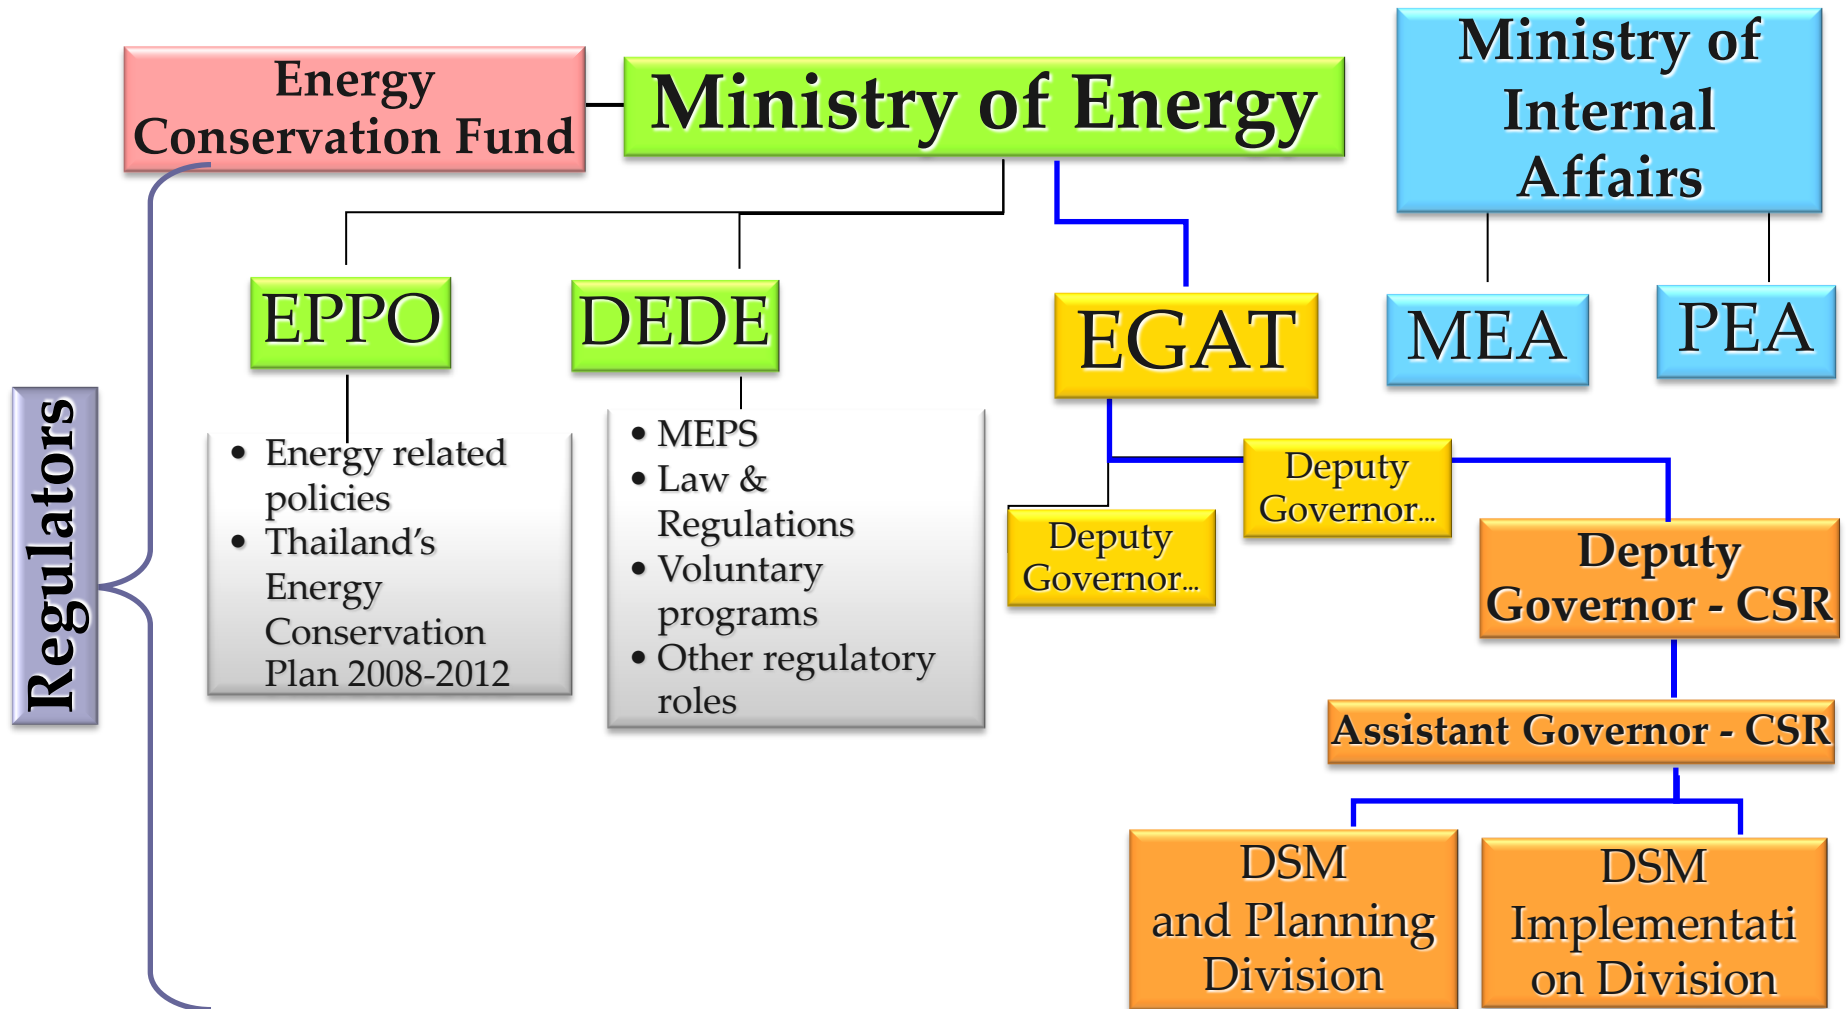 Energy
Conservation Fund
Ministry of Energy
Ministry of
Internal
Affairs
EPPO
DEDE
EGAT
MEA
PEA
Regulators
• Energy related
policies
• Thailand’s
Energy
Conservation
Plan 2008-2012
• MEPS
• Law &
Regulations
• Voluntary
programs
• Other regulatory
roles
Deputy
Governor...
Deputy
Governor...
Deputy
Governor - CSR
Assistant Governor - CSR
DSM
and Planning
Division
DSM
Implementati
on Division